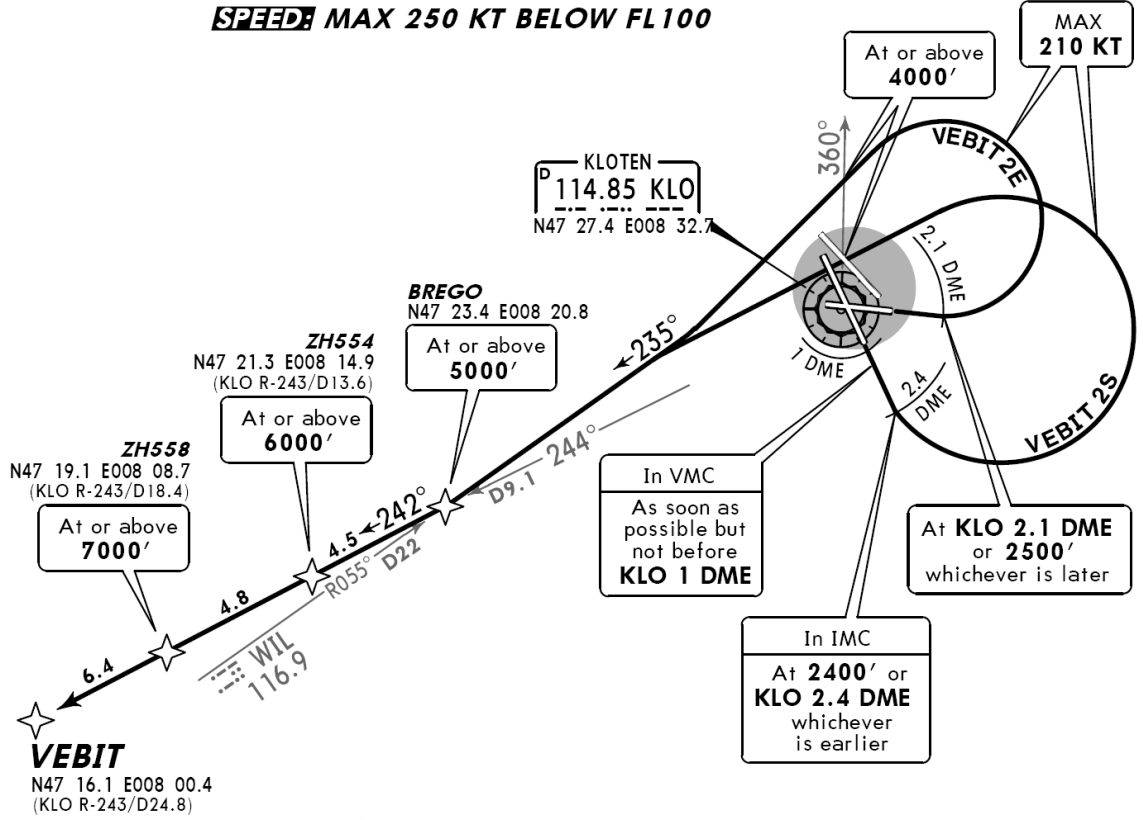 SPEED: MAX 250 KT BELOW FL100
MAX
210 KT
At or above
4000'
VEBIT 2E
360°
KLOTEN
D 114.85 KLO
N47 27.4 E008 32.7
2.1 DME
BREGO
N47 23.4 E008 20.8
At or above
5000'
235°
1 DME
2.4
DME
VEBIT 2S
ZH554
N47 21.3 E008 14.9
(KLO R-243/D13.6)
At or above
6000'
244°
D9.1
ZH558
N47 19.1 E008 08.7
(KLO R-243/D18.4)
At or above
7000'
242°
4.5
R055°
D22
4.8
WIL
116.9
6.4
In VMC
As soon as
possible but
not before
KLO 1 DME
At KLO 2.1 DME
or 2500'
whichever is later
In IMC
At 2400' or
KLO 2.4 DME
whichever
is earlier
VEBIT
N47 16.1 E008 00.4
(KLO R-243/D24.8)